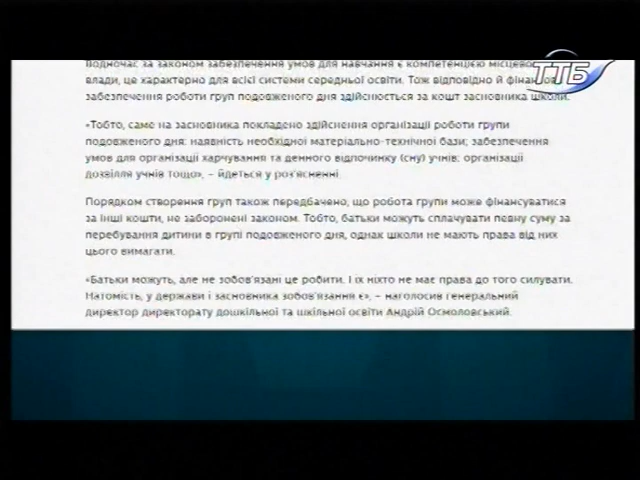 Водночас за законом забезпечення умов для навчання є компетенцією місцевої
влади, це характерно для всієї системи середньої освіти. Тож відповідно й фінансове
забезпечення роботи груп подовженого дня здійснюється за кошт засновника школи.
«Тобто, саме на засновника покладено здійснення організації роботи групи
подовженого дня: наявність необхідної матеріально-технічної бази; забезпечення
умов для організації харчування та денного відпочинку (сну) учнів; організації
дозвілля учнів тощо», – йдеться у роз'ясненні.
Порядком створення груп також передбачено, що робота групи може фінансуватися
за інші кошти, не заборонені законом. Тобто, батьки можуть сплачувати певну суму за
перебування дитини в групі подовженого дня, однак школи не мають права від них
цього вимагати.
«Батьки можуть, але не зобов'язані це робити. І їх ніхто не має права до того силувати.
Натомість, у держави і засновника зобов'язання є», – наголосив генеральний
директор директорату дошкільної та шкільної освіти Андрій Осмоловський.
ТТБ